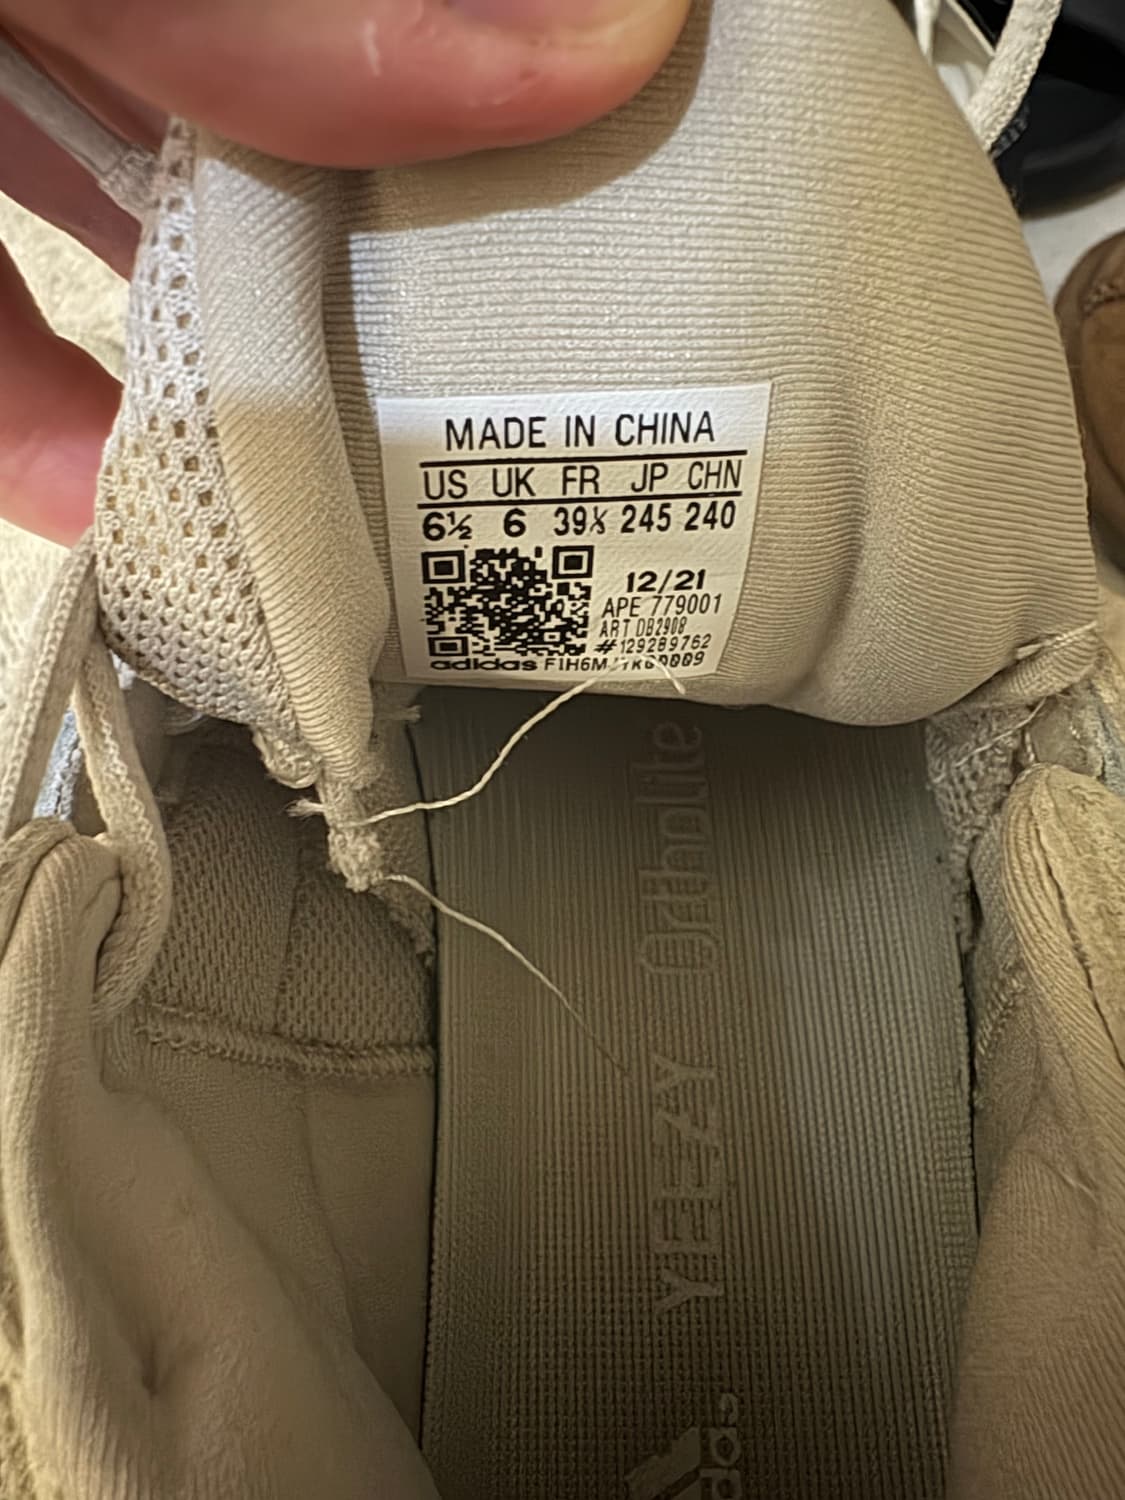 MADE IN CHINA
US UK FR JP CHN
6½ 6 39⅓ 245 240
12/21
APE 779001
ART DB2908
#129289762
adidas
Ortholite
YEEZY